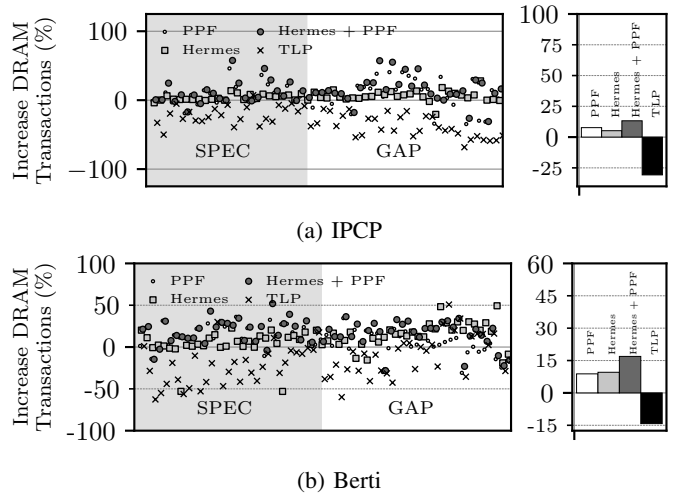 Increase DRAM
Transactions (%)
100
0
−100
PPF
Hermes + PPF
Hermes
TLP
SPEC
GAP
100
75
50
25
0
-25
PPF
Hermes
Hermes + PPF
TLP
(a) IPCP
Increase DRAM
Transactions (%)
100
50
0
-50
-100
PPF
Hermes + PPF
Hermes
TLP
SPEC
GAP
60
45
30
15
0
-15
PPF
Hermes
Hermes + PPF
TLP
(b) Berti